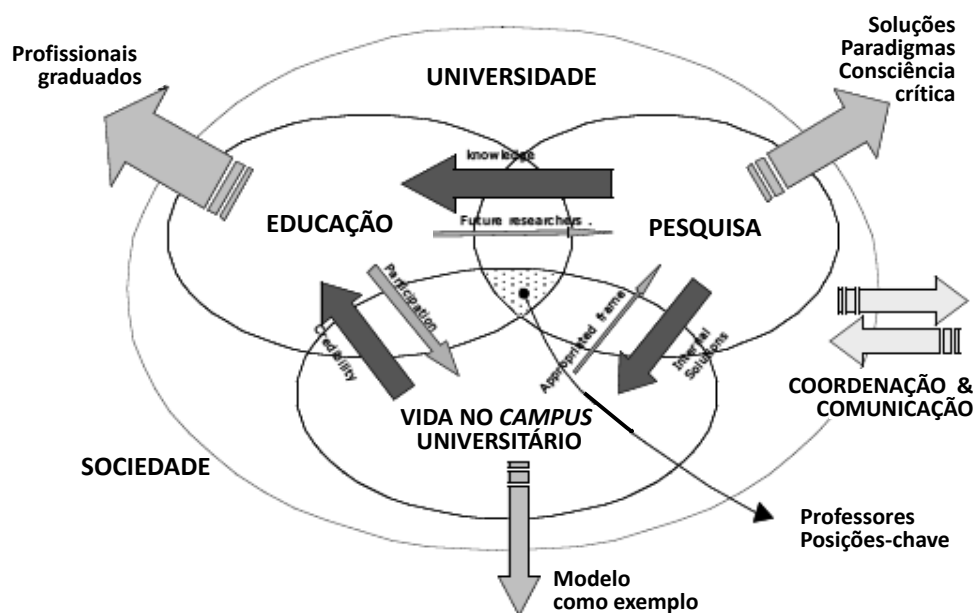 Profissionais
graduados
Soluções
Paradigmas
Consciência
crítica
UNIVERSIDADE
knowledge
EDUCAÇÃO
Future researchers .
PESQUISA
Participation
Credibility
Appropriated frame
Internal
Solutions
VIDA NO CAMPUS
UNIVERSITÁRIO
COORDENAÇÃO &
COMUNICAÇÃO
SOCIEDADE
Professores
Posições-chave
Modelo
como exemplo